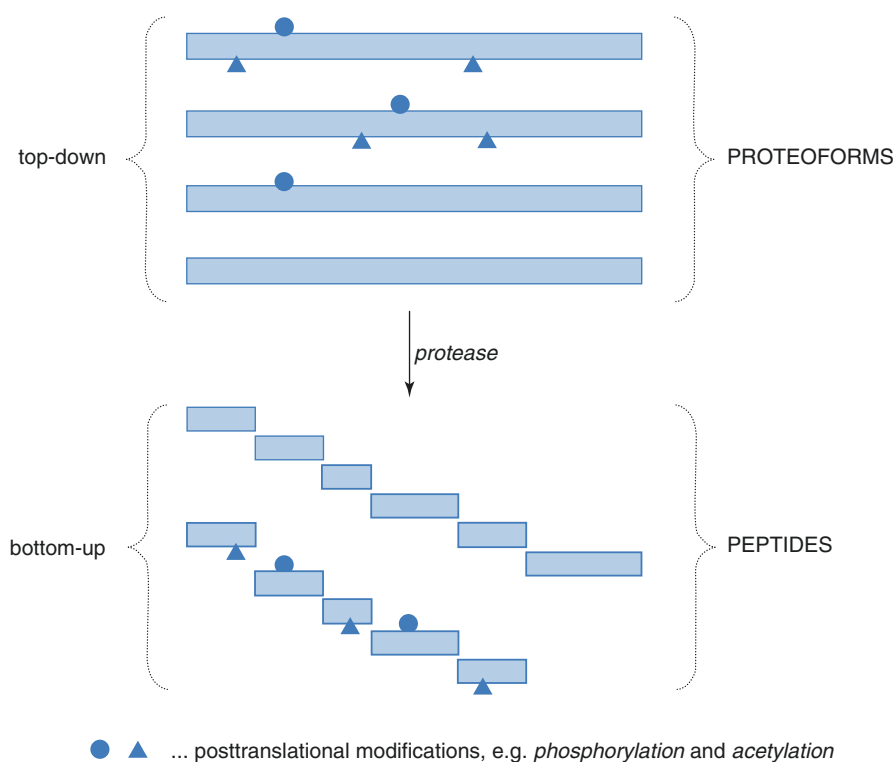 top-down
PROTEOFORMS
protease
bottom-up
PEPTIDES
... posttranslational modifications, e.g. phosphorylation and acetylation